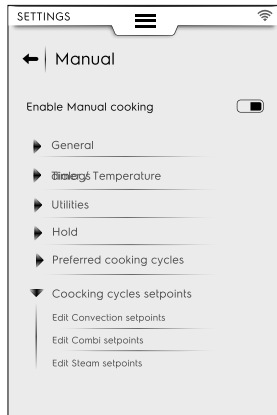 SETTINGS
Manual
Enable Manual cooking
General
/ Temperature
Utilities
Hold
Preferred cooking cycles
Coocking cycles setpoints
Edit Convection setpoints
Edit Combi setpoints
Edit Steam setpoints